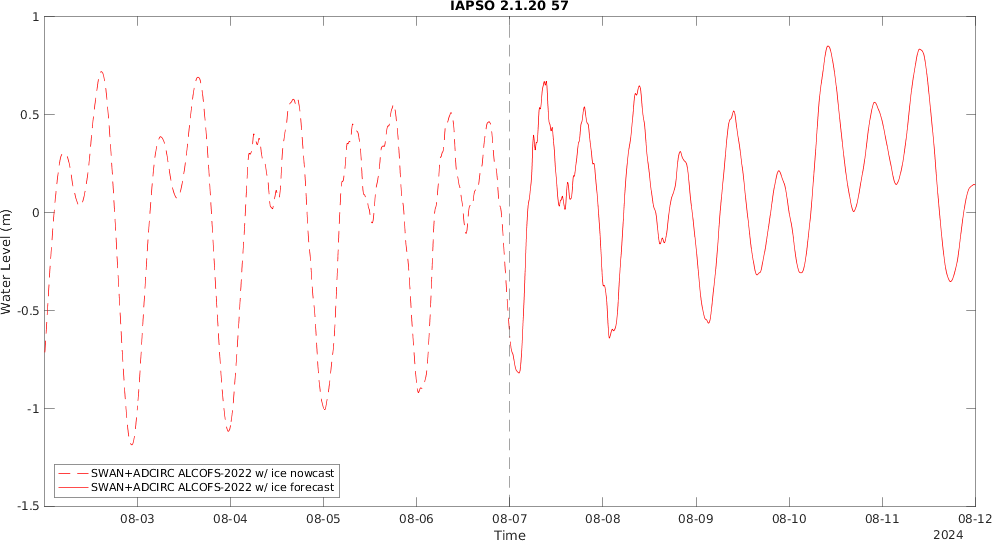 IAPSO 2.1.20 57
1
0.5
0
-0.5
-1
-1.5
Water Level (m)
SWAN+ADCIRC ALCOFS-2022 w/ ice nowcast
SWAN+ADCIRC ALCOFS-2022 w/ ice forecast
08-03 08-04 08-05 08-06 08-07 08-08 08-09 08-10 08-11 08-12
Time
2024